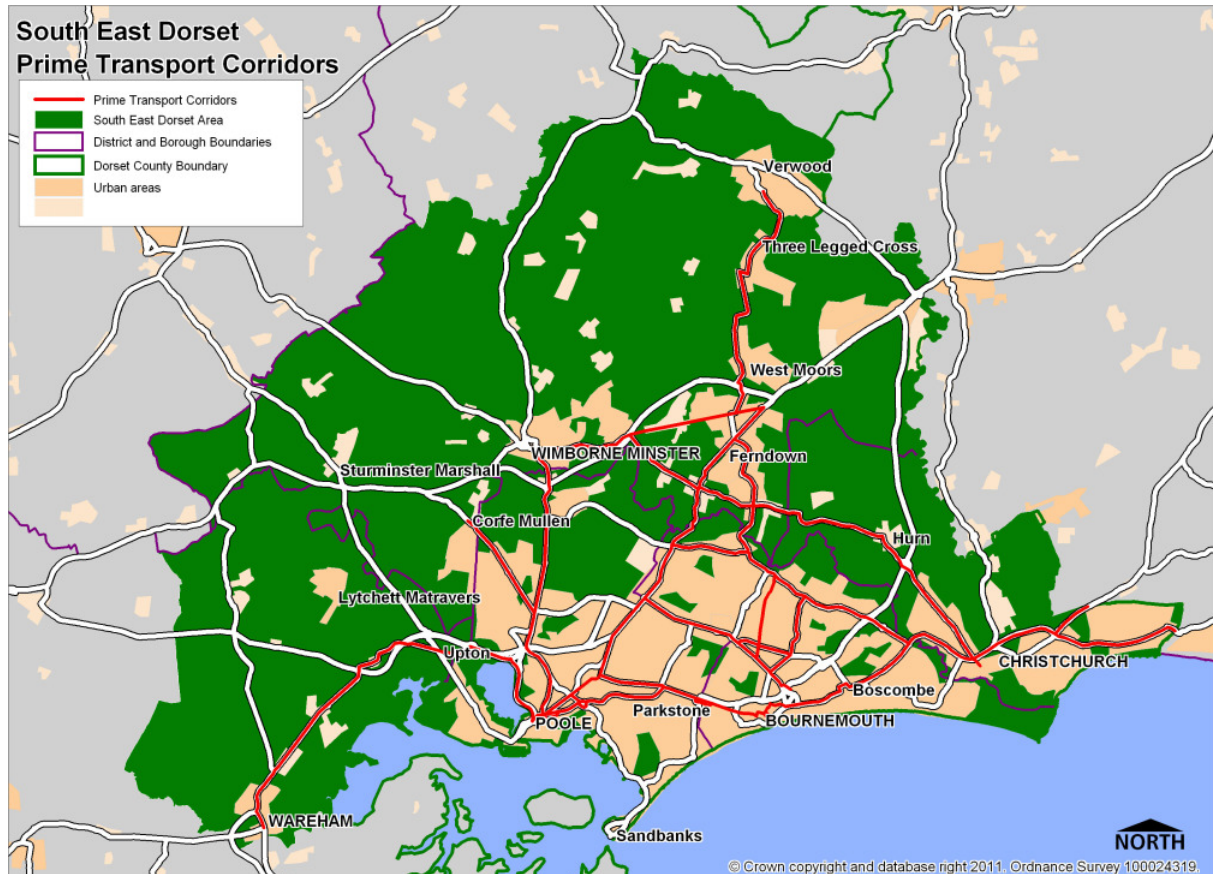 South East Dorset
Prime Transport Corridors
Prime Transport Corridors
South East Dorset Area
District and Borough Boundaries
Dorset County Boundary
Urban areas
Verwood
Three Legged Cross
West Moors
WIMBORNE MINSTER
Ferndown
Sturminster Marshall
Corfe Mullen
Hurn
Lytchett Matravers
Upton
CHRISTCHURCH
Boscombe
Parkstone
POOLE
BOURNEMOUTH
WAREHAM
Sandbanks
NORTH
© Crown copyright and database right 2011. Ordnance Survey 100024319.